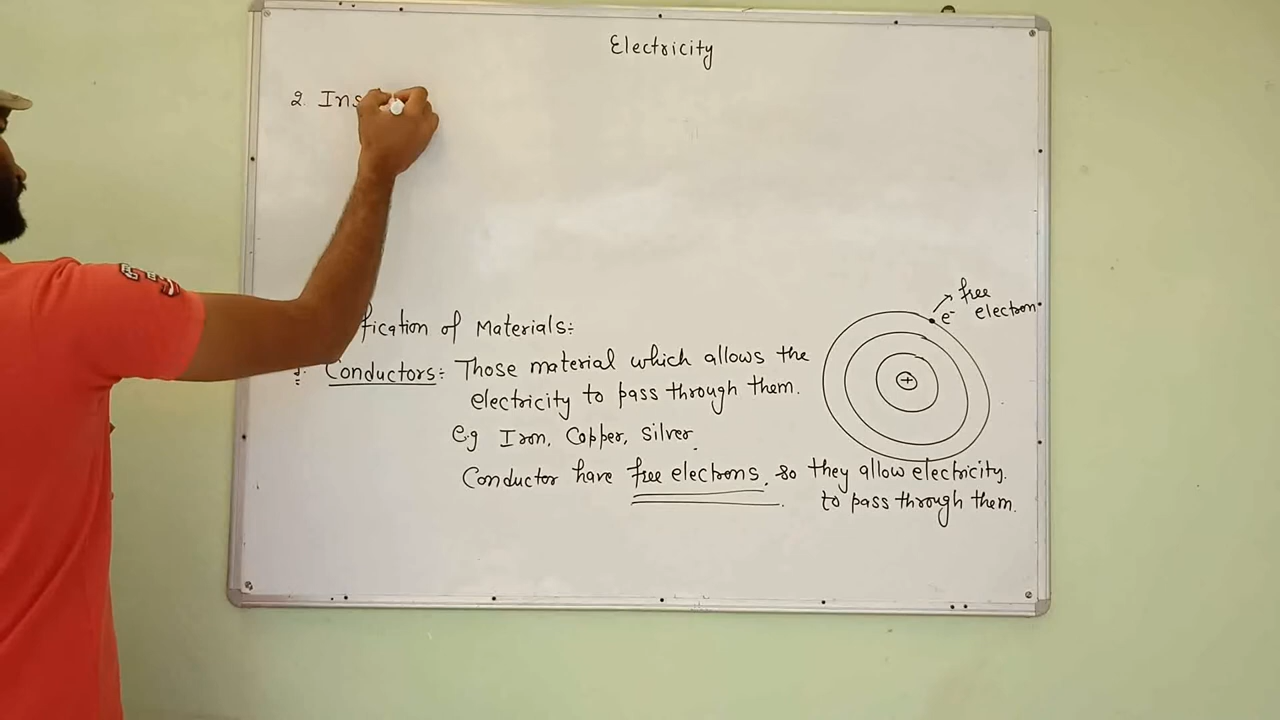 Electricity
2. Ins
fication of Materials:
1. Conductors: Those material which allows the
electricity to pass through them.
e.g Iron, Copper, Silver.
Conductor have free electrons. so they allow electricity.
to pass through them.
free
e- electron
+